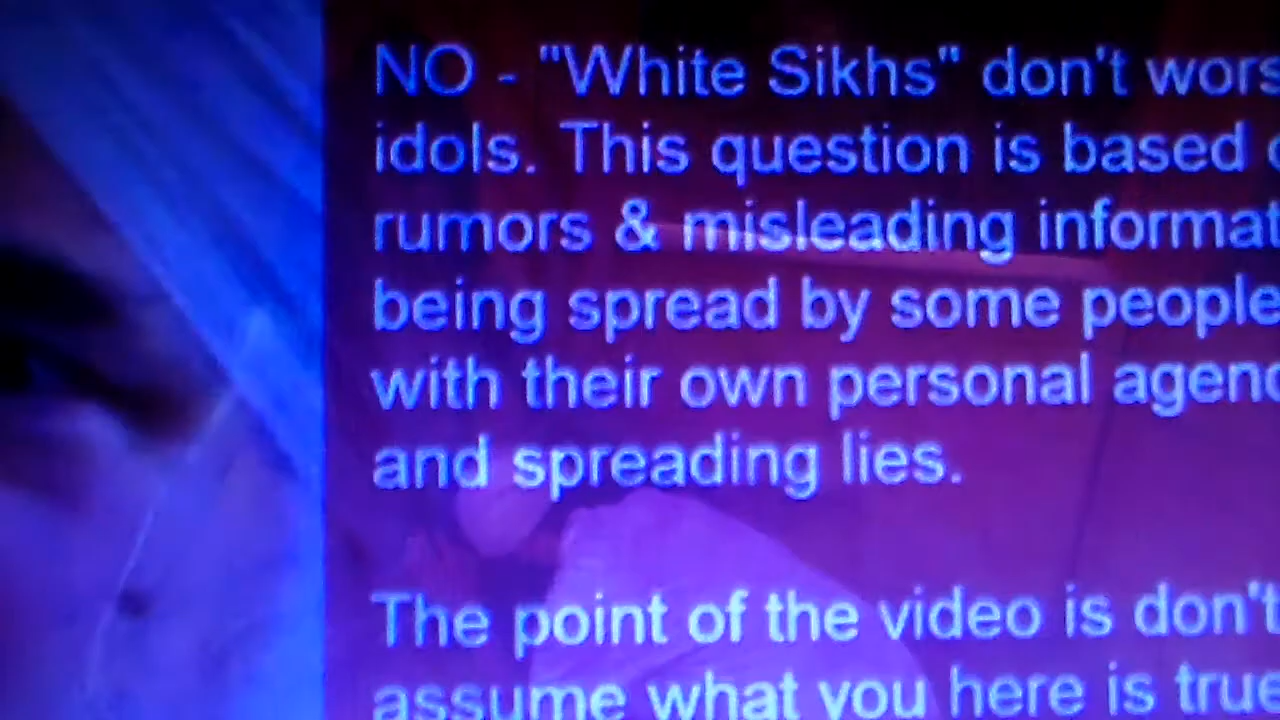 NO - "White Sikhs" don't wors
idols. This question is based
rumors & misleading informat
being spread by some people
with their own personal agend
and spreading lies.
The point of the video is don't
assume what you here is true